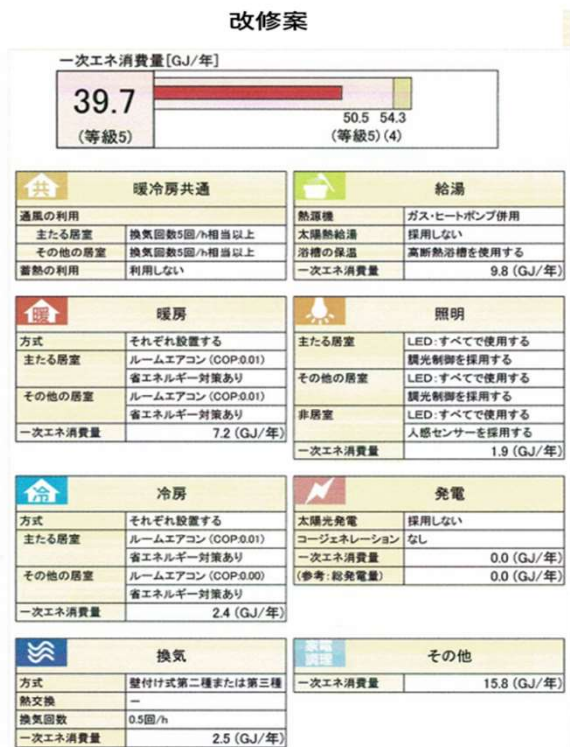 改修案
一次エネ消費量[GJ/年]
39.7
(等級5)
50.5 54.3
(等級5)(4)
共 暖冷房共通
通風の利用
主たる居室 換気回数5回/h相当以上
その他の居室 換気回数5回/h相当以上
蓄熱の利用 利用しない
暖 暖房
方式 それぞれ設置する
主たる居室 ルームエアコン(COP:0.01)
省エネルギー対策あり
その他の居室 ルームエアコン(COP:0.01)
省エネルギー対策あり
一次エネ消費量 7.2 (GJ/年)
冷 冷房
方式 それぞれ設置する
主たる居室 ルームエアコン(COP:0.01)
省エネルギー対策あり
その他の居室 ルームエアコン(COP:0.00)
省エネルギー対策あり
一次エネ消費量 2.4 (GJ/年)
換気
方式 壁付け式第二種または第三種
熱交換 −
換気回数 0.5回/h
一次エネ消費量 2.5 (GJ/年)
給湯
熱源機 ガス・ヒートポンプ併用
太陽熱給湯 採用しない
浴槽の保温 高断熱浴槽を使用する
一次エネ消費量 9.8 (GJ/年)
照明
主たる居室 LED:すべてで使用する
調光制御を採用する
その他の居室 LED:すべてで使用する
調光制御を採用する
非居室 LED:すべてで使用する
人感センサーを採用する
一次エネ消費量 1.9 (GJ/年)
発電
太陽光発電 採用しない
コージェネレーション なし
一次エネ消費量 0.0 (GJ/年)
(参考:総発電量) 0.0 (GJ/年)
家電調理 その他
一次エネ消費量 15.8 (GJ/年)